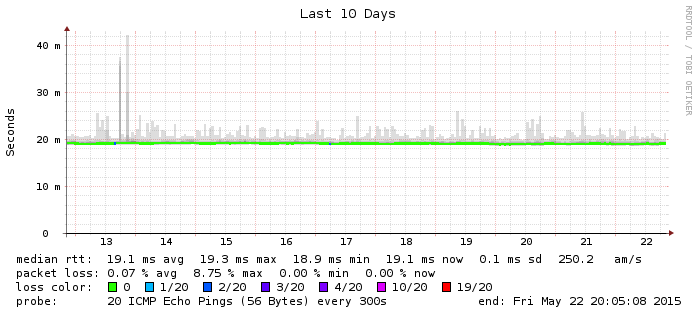 Last 10 Days
RRDTOOL / TOBI OETIKER
Seconds
40 m
30 m
20 m
10 m
0
13 14 15 16 17 18 19 20 21 22
median rtt: 19.1 ms avg 19.3 ms max 18.9 ms min 19.1 ms now 0.1 ms sd 250.2 am/s
packet loss: 0.07 % avg 8.75 % max 0.00 % min 0.00 % now
loss color: 0 1/20 2/20 3/20 4/20 10/20 19/20
probe: 20 ICMP Echo Pings (56 Bytes) every 300s end: Fri May 22 20:05:08 2015